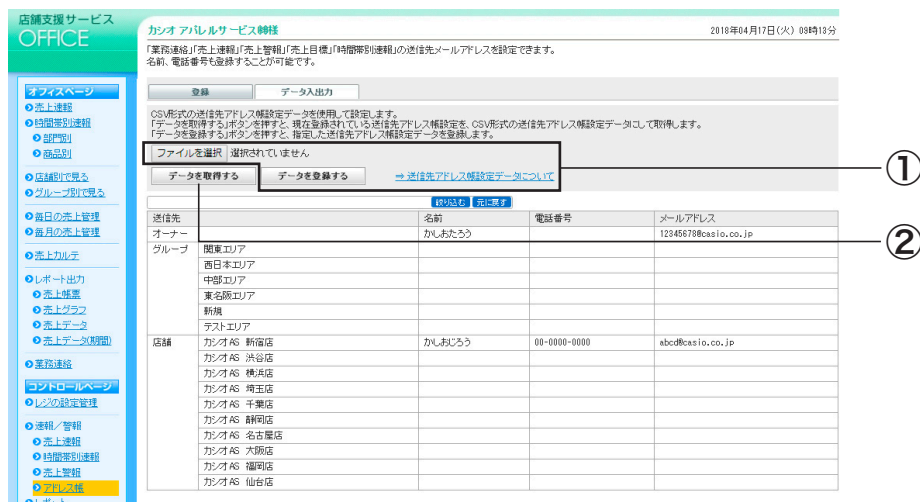 店舗支援サービス
OFFICE
カシオ アパレルサービス㈱様
2018年04月17日(火) 09時13分
「業務連絡」「売上速報」「売上警報」「売上目標」「時間帯別速報」の送信先メールアドレスを設定できます。
名前、電話番号も登録することが可能です。
オフィスページ
売上速報
時間帯別速報
部門別
商品別
店舗別で見る
グループ別で見る
毎日の売上管理
毎月の売上管理
売上カルテ
レポート出力
売上帳票
売上グラフ
売上データ
売上データ(期間)
業務連絡
コントロールページ
レジの設定管理
速報/警報
売上速報
時間帯別速報
売上警報
アドレス帳
レポート
登録 データ入出力
CSV形式の送信先アドレス帳設定データを使用して設定します。
「データを取得する」ボタンを押すと、現在登録されている送信先アドレス帳設定を、CSV形式の送信先アドレス帳設定データにして取得します。
「データを登録する」ボタンを押すと、指定した送信先アドレス帳設定データを登録します。
ファイルを選択 選択されていません
データを取得する データを登録する ⇒送信先アドレス帳設定データについて
①
②
絞り込む 元に戻す
送信先 名前 電話番号 メールアドレス
オーナー かしおたろう 12345678@casio.co.jp
グループ 関東エリア
西日本エリア
中部エリア
東名阪エリア
新規
テストエリア
店舗 カシオAS 新宿店 かしおじろう 00-0000-0000 abcd@casio.co.jp
カシオAS 渋谷店
カシオAS 横浜店
カシオAS 埼玉店
カシオAS 千葉店
カシオAS 静岡店
カシオAS 名古屋店
カシオAS 大阪店
カシオAS 福岡店
カシオAS 仙台店